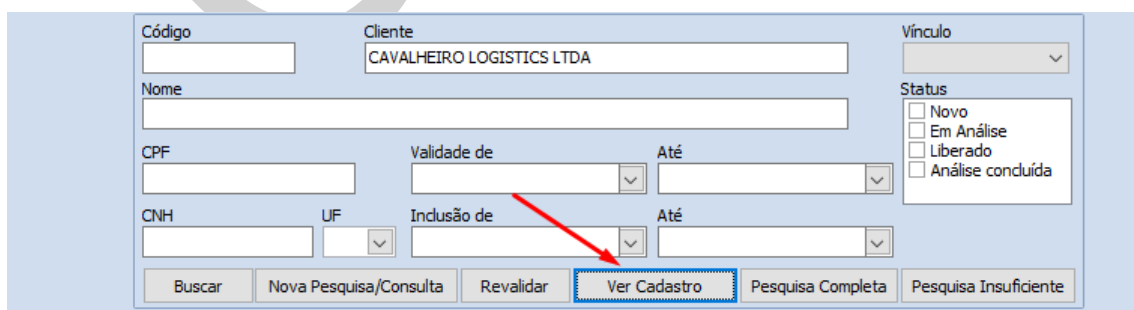 Código Cliente Vínculo
CAVALHEIRO LOGISTICS LTDA
Nome Status
Novo
Em Análise
Liberado
Análise concluída
CPF Validade de Até
CNH UF Inclusão de Até
Buscar Nova Pesquisa/Consulta Revalidar Ver Cadastro Pesquisa Completa Pesquisa Insuficiente